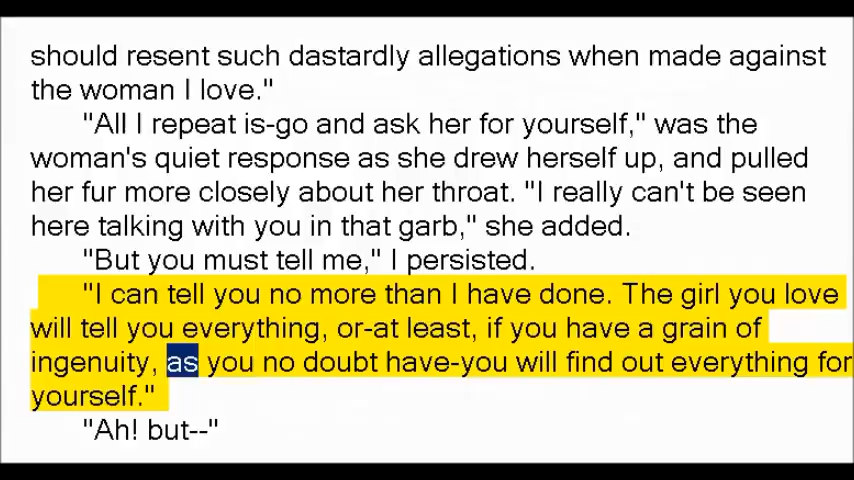 should resent such dastardly allegations when made against
the woman I love."
"All I repeat is-go and ask her for yourself," was the
woman's quiet response as she drew herself up, and pulled
her fur more closely about her throat. "I really can't be seen
here talking with you in that garb," she added.
"But you must tell me," I persisted.
"I can tell you no more than I have done. The girl you love
will tell you everything, or-at least, if you have a grain of
ingenuity, as you no doubt have-you will find out everything for
yourself."
"Ah! but--"